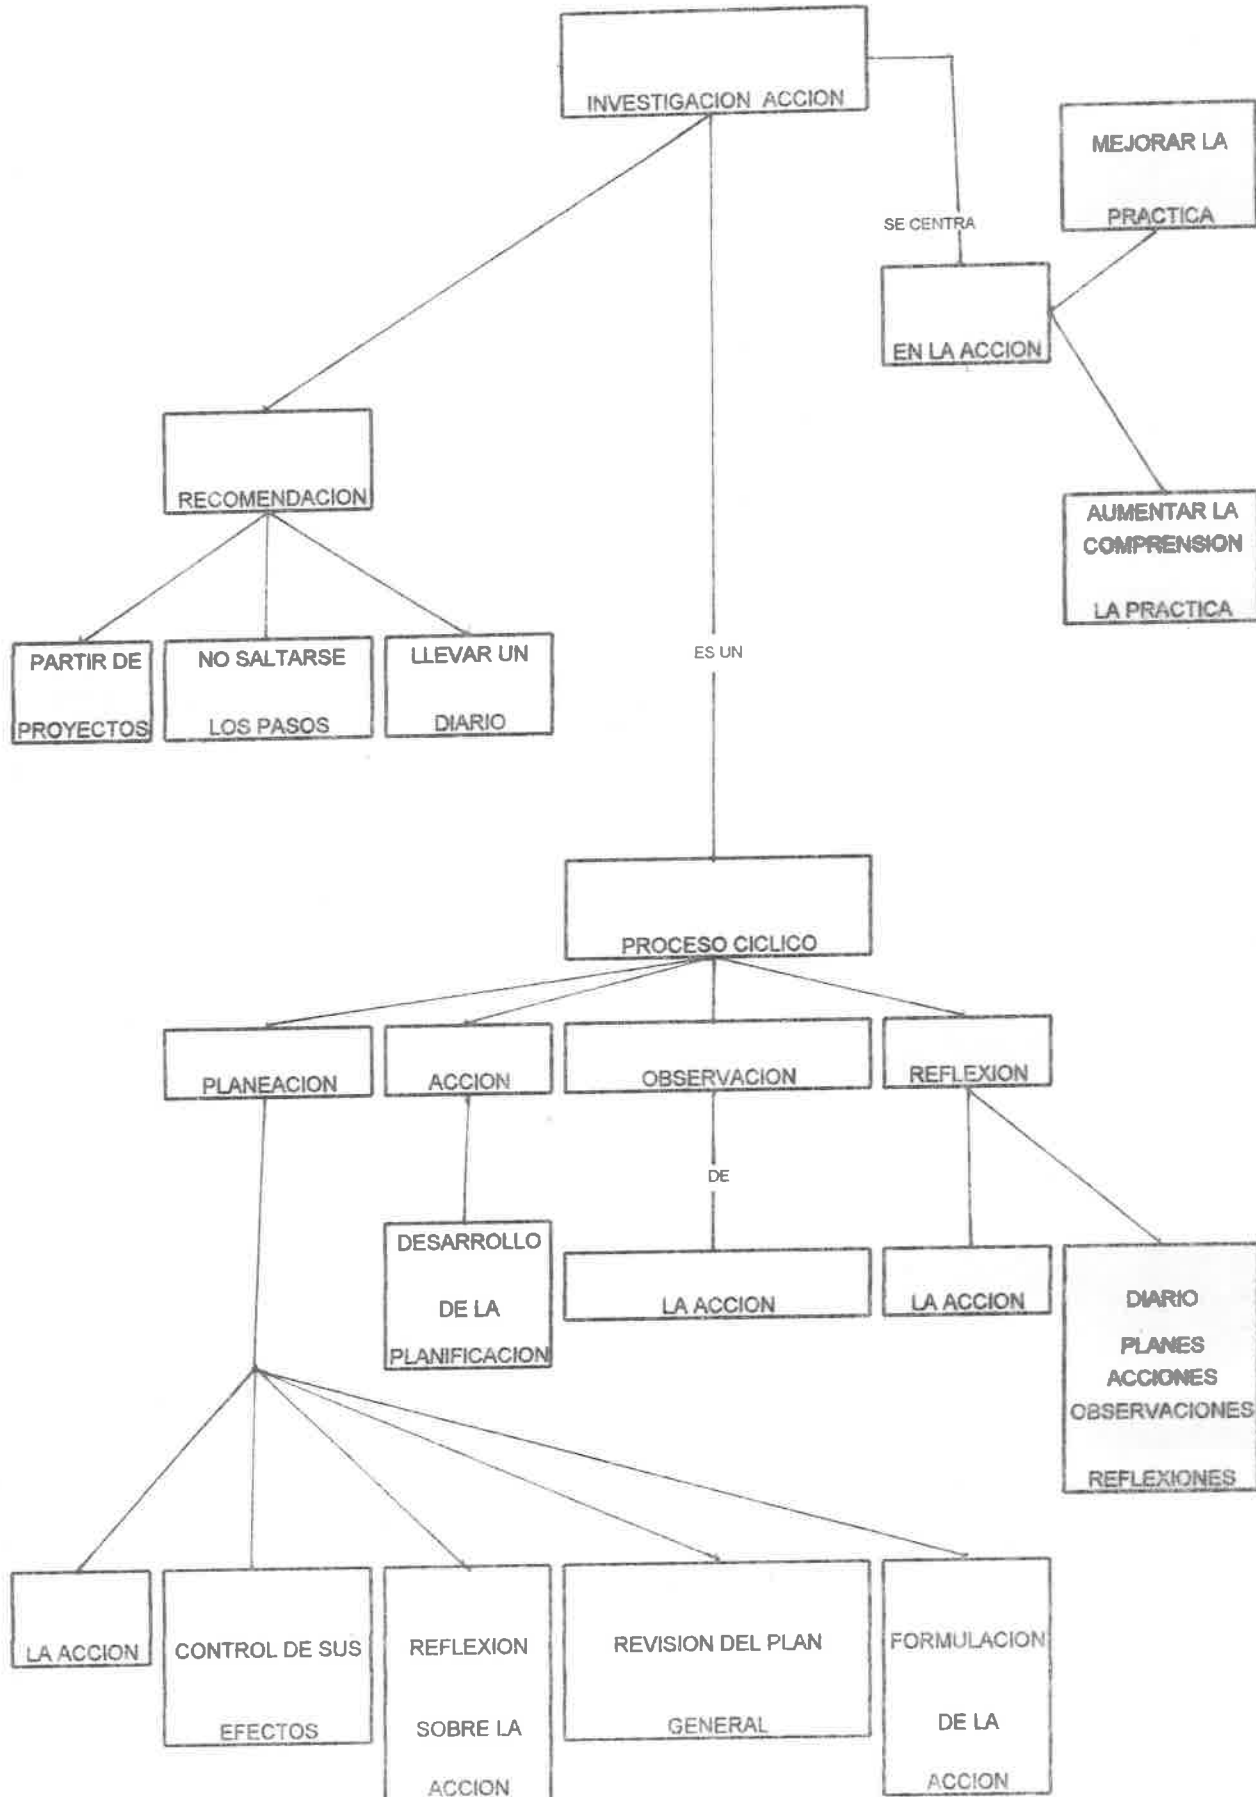 INVESTIGACION ACCION
MEJORAR LA
PRACTICA
SE CENTRA
EN LA ACCION
RECOMENDACION
AUMENTAR LA
COMPRENSION
LA PRACTICA
PARTIR DE
PROYECTOS
NO SALTARSE
LOS PASOS
LLEVAR UN
DIARIO
ES UN
PROCESO CICLICO
PLANEACION
ACCION
OBSERVACION
REFLEXION
DE
DESARROLLO
DE LA
PLANIFICACION
LA ACCION
LA ACCION
DIARIO
PLANES
ACCIONES
OBSERVACIONES
REFLEXIONES
LA ACCION
CONTROL DE SUS
EFECTOS
REFLEXION
SOBRE LA
ACCION
REVISION DEL PLAN
GENERAL
FORMULACION
DE LA
ACCION